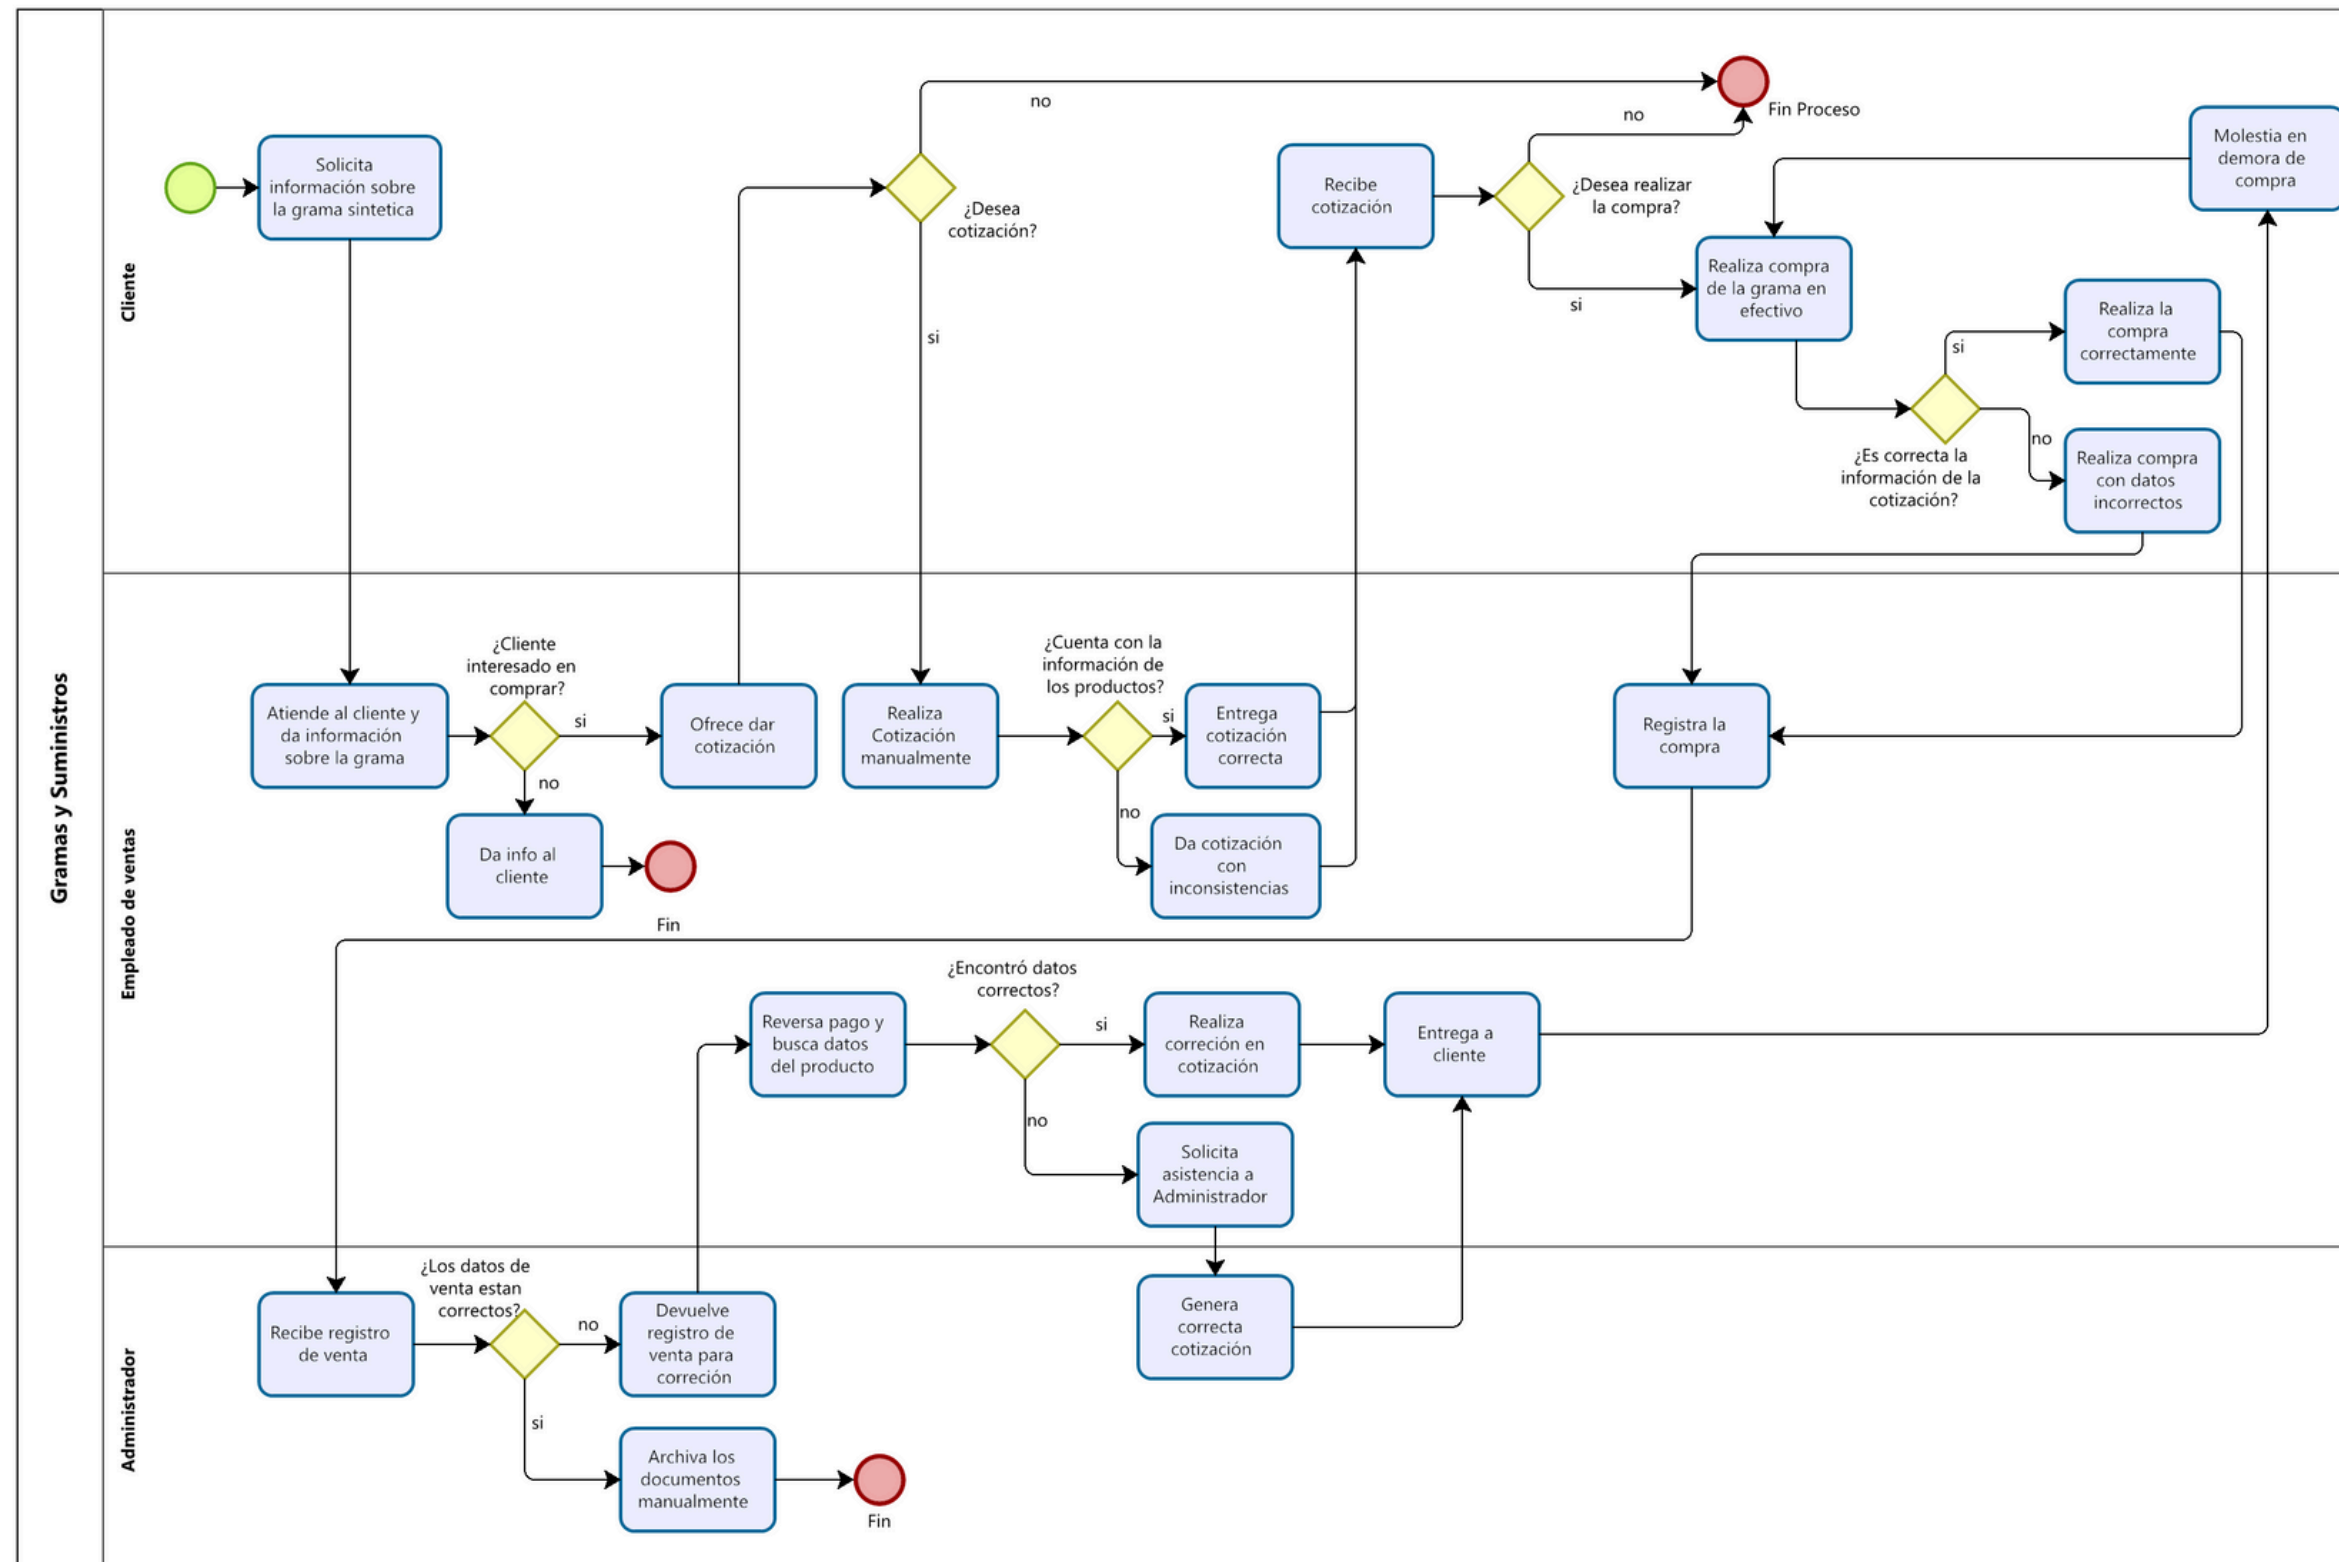 Gramas y Suministros
Cliente
Solicita
información sobre
la grama sintetica
no
¿Desea
cotización?
si
Recibe
cotización
no
Fin Proceso
¿Desea realizar
la compra?
si
Molestia en
demora de
compra
Realiza compra
de la grama en
efectivo
¿Es correcta la
información de la
cotización?
si
Realiza la
compra
correctamente
no
Realiza compra
con datos
incorrectos
Empleado de ventas
Atiende al cliente y
da información
sobre la grama
¿Cliente
interesado en
comprar?
si
no
Ofrece dar
cotización
Da info al
cliente
Fin
Realiza
Cotización
manualmente
¿Cuenta con la
información de
los productos?
si
Entrega
cotización
correcta
no
Da cotización
con
inconsistencias
Registra la
compra
Reversa pago y
busca datos
del producto
¿Encontró datos
correctos?
si
Realiza
correción en
cotización
Entrega a
cliente
no
Solicita
asistencia a
Administrador
Administrador
Recibe registro
de venta
¿Los datos de
venta estan
correctos?
no
Devuelve
registro de
venta para
correción
si
Archiva los
documentos
manualmente
Fin
Genera
correcta
cotización